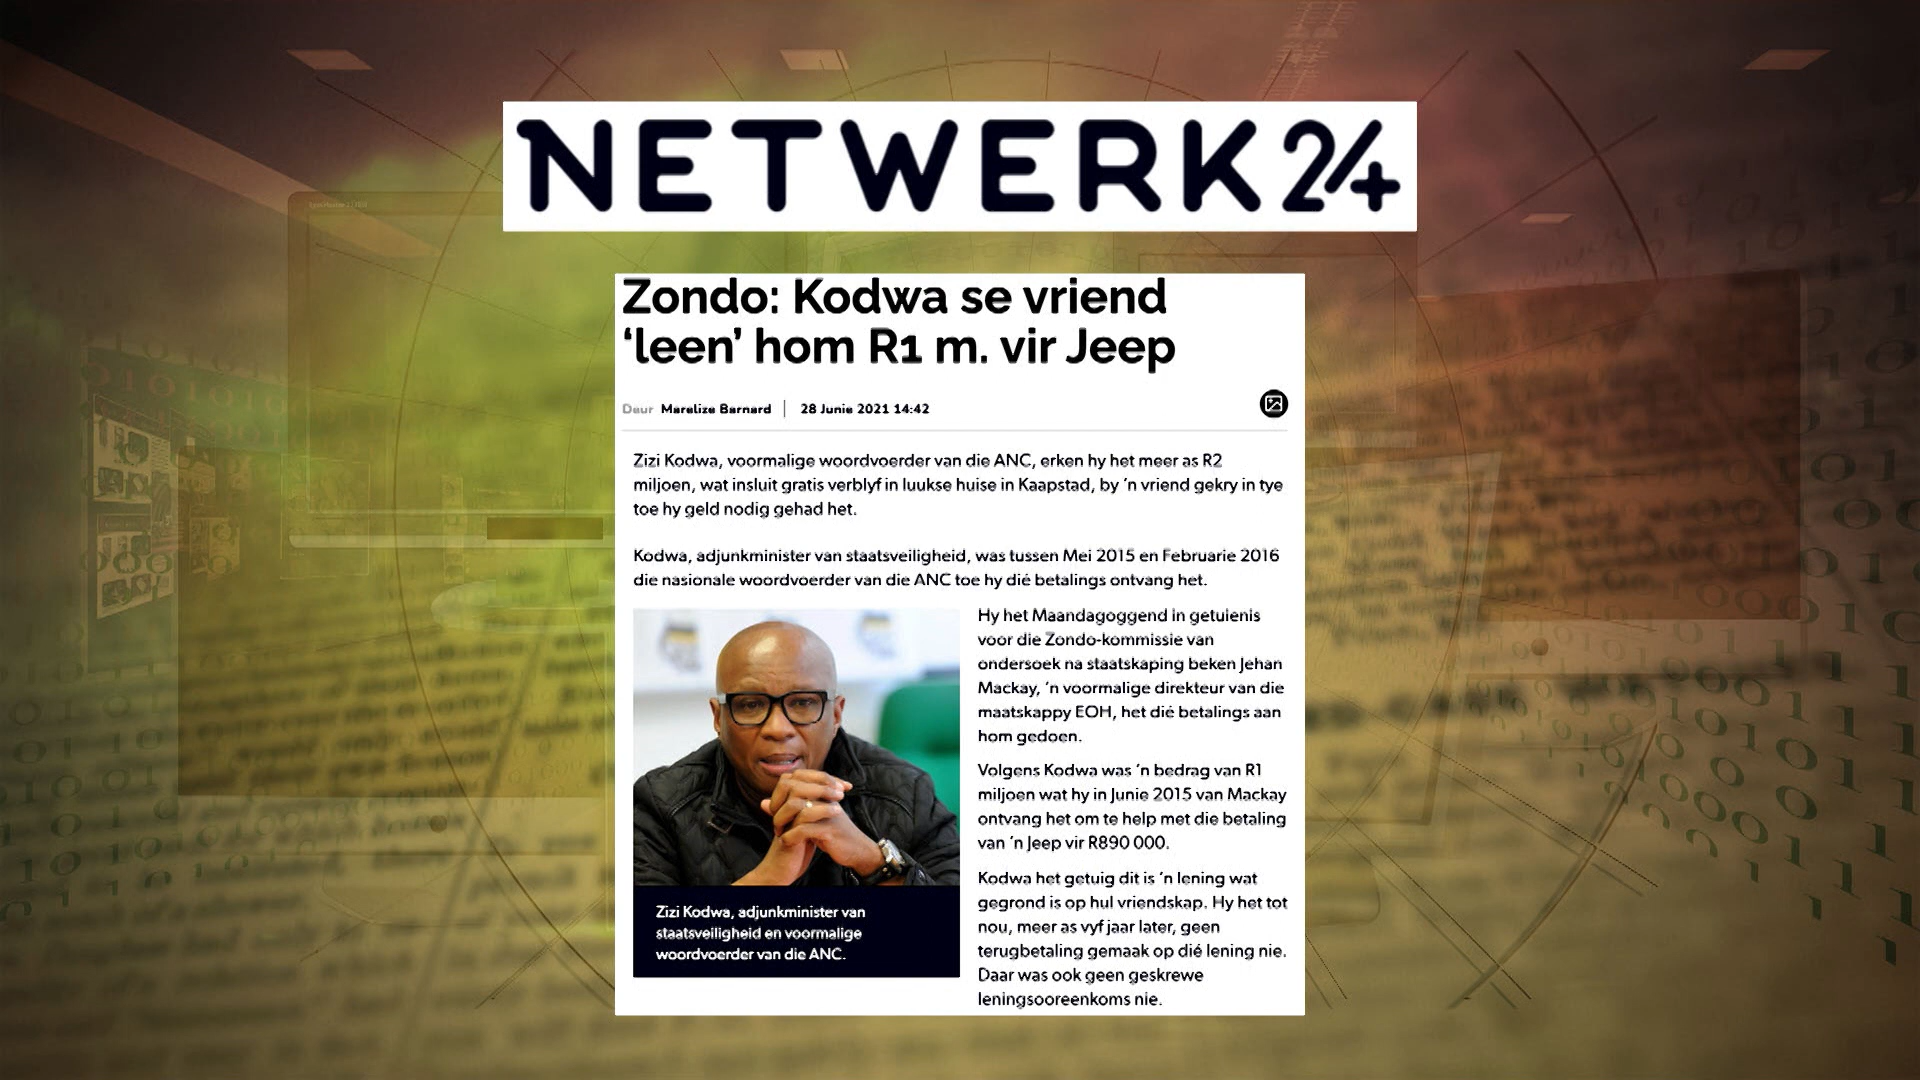 NETWERK24
Zondo: Kodwa se vriend
‘leen’ hom R1 m. vir Jeep
Deur Marelize Barnard | 28 Junie 2021 14:42
Zizi Kodwa, voormalige woordvoerder van die ANC, erken hy het meer as R2
miljoen, wat insluit gratis verblyf in luukse huise in Kaapstad, by ’n vriend gekry in tye
toe hy geld nodig gehad het.
Kodwa, adjunkminister van staatsveiligheid, was tussen Mei 2015 en Februarie 2016
die nasionale woordvoerder van die ANC toe hy dié betalings ontvang het.
Hy het Maandagoggend in getuienis
voor die Zondo-kommissie van
ondersoek na staatskaping beken Jehan
Mackay, ’n voormalige direkteur van die
maatskappy EOH, het dié betalings aan
hom gedoen.
Volgens Kodwa was ’n bedrag van R1
miljoen wat hy in Junie 2015 van Mackay
ontvang het om te help met die betaling
van ’n Jeep vir R890 000.
Kodwa het getuig dit is ’n lening wat
gegrond is op hul vriendskap. Hy het tot
nou, meer as vyf jaar later, geen
terugbetaling gemaak op dié lening nie.
Daar was ook geen geskrewe
leningsooreenkoms nie.
Zizi Kodwa, adjunkminister van
staatsveiligheid en voormalige
woordvoerder van die ANC.